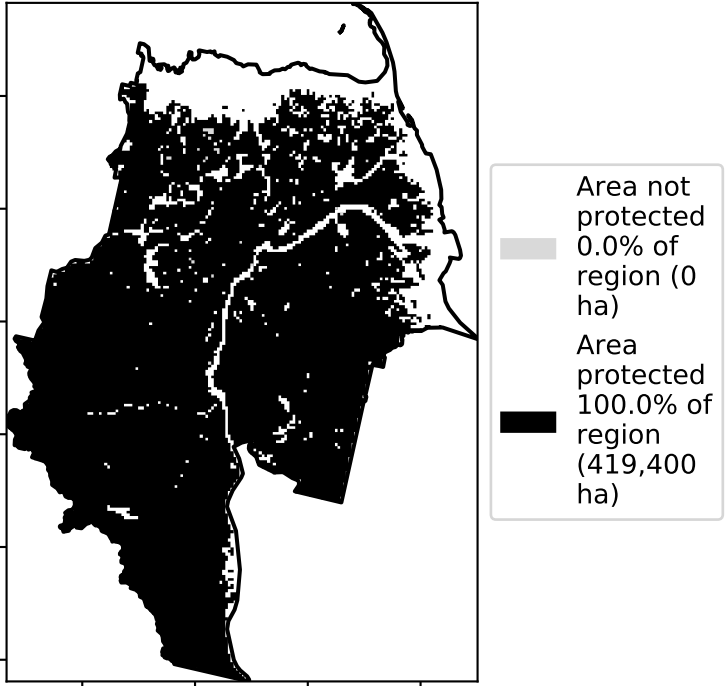 Area not
protected
0.0% of
region (0
ha)
Area
protected
100.0% of
region
(419,400
ha)